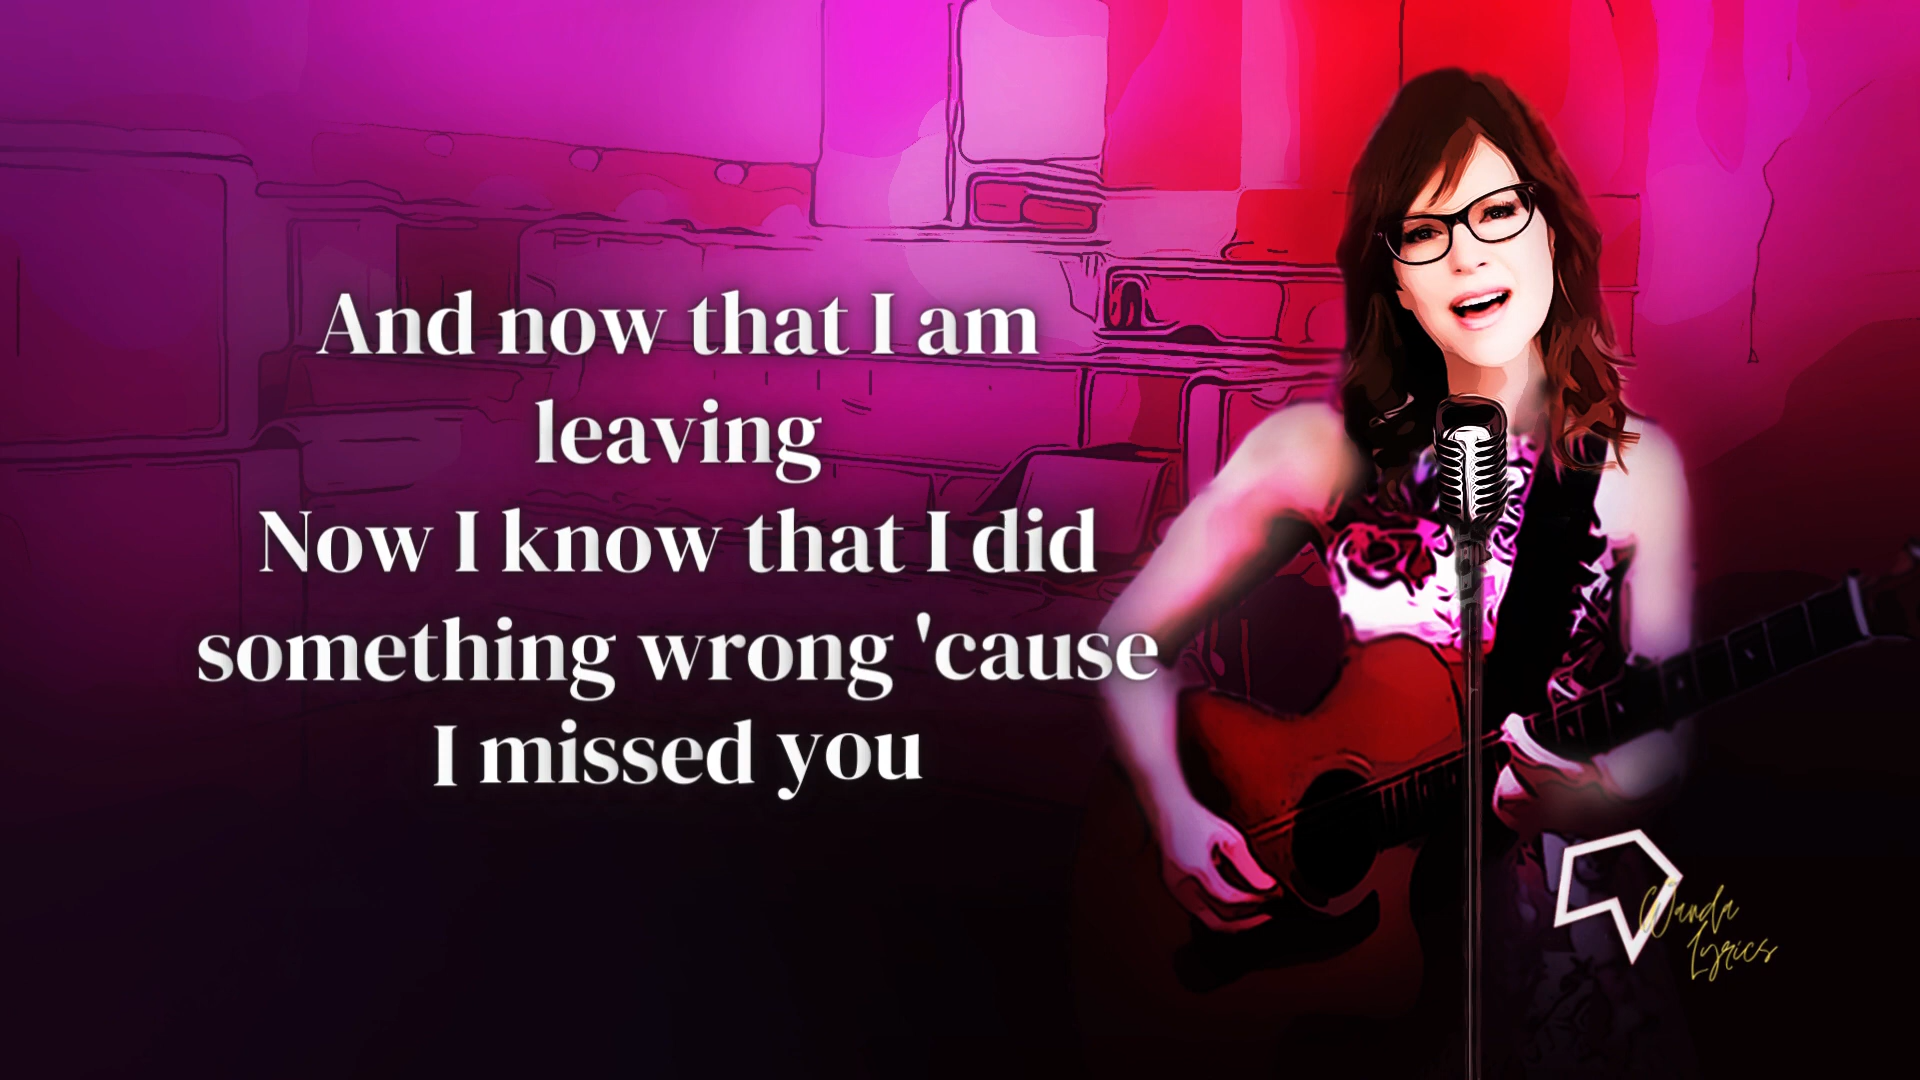 And now that I am
leaving
Now I know that I did
something wrong 'cause
I missed you
Wanda
Lyrics